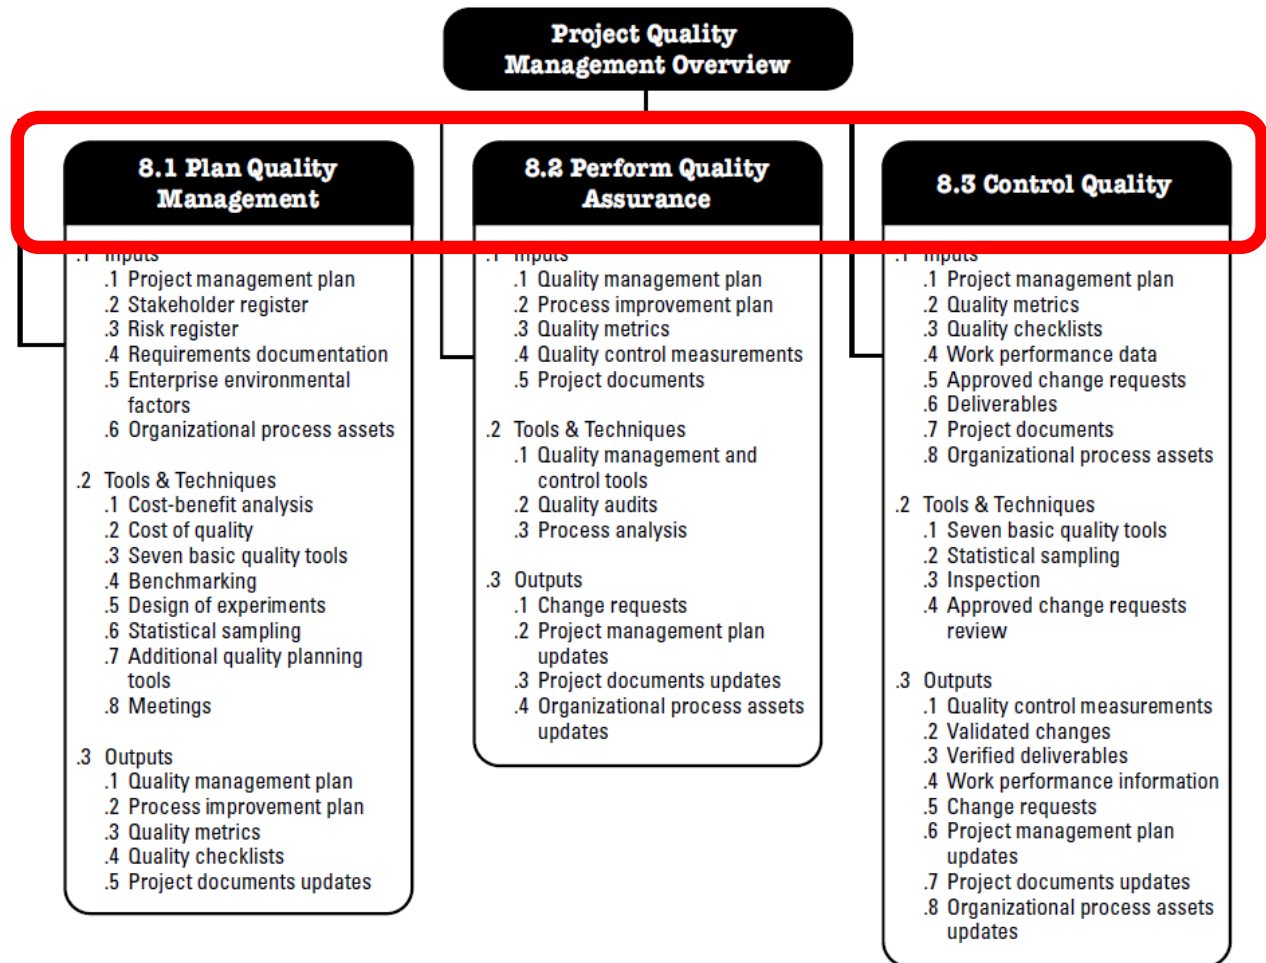 Project Quality
Management Overview
8.1 Plan Quality
Management
.1 Inputs
.1 Project management plan
.2 Stakeholder register
.3 Risk register
.4 Requirements documentation
.5 Enterprise environmental
factors
.6 Organizational process assets
.2 Tools & Techniques
.1 Cost-benefit analysis
.2 Cost of quality
.3 Seven basic quality tools
.4 Benchmarking
.5 Design of experiments
.6 Statistical sampling
.7 Additional quality planning
tools
.8 Meetings
.3 Outputs
.1 Quality management plan
.2 Process improvement plan
.3 Quality metrics
.4 Quality checklists
.5 Project documents updates
8.2 Perform Quality
Assurance
.1 Inputs
.1 Quality management plan
.2 Process improvement plan
.3 Quality metrics
.4 Quality control measurements
.5 Project documents
.2 Tools & Techniques
.1 Quality management and
control tools
.2 Quality audits
.3 Process analysis
.3 Outputs
.1 Change requests
.2 Project management plan
updates
.3 Project documents updates
.4 Organizational process assets
updates
8.3 Control Quality
.1 Inputs
.1 Project management plan
.2 Quality metrics
.3 Quality checklists
.4 Work performance data
.5 Approved change requests
.6 Deliverables
.7 Project documents
.8 Organizational process assets
.2 Tools & Techniques
.1 Seven basic quality tools
.2 Statistical sampling
.3 Inspection
.4 Approved change requests
review
.3 Outputs
.1 Quality control measurements
.2 Validated changes
.3 Verified deliverables
.4 Work performance information
.5 Change requests
.6 Project management plan
updates
.7 Project documents updates
.8 Organizational process assets
updates